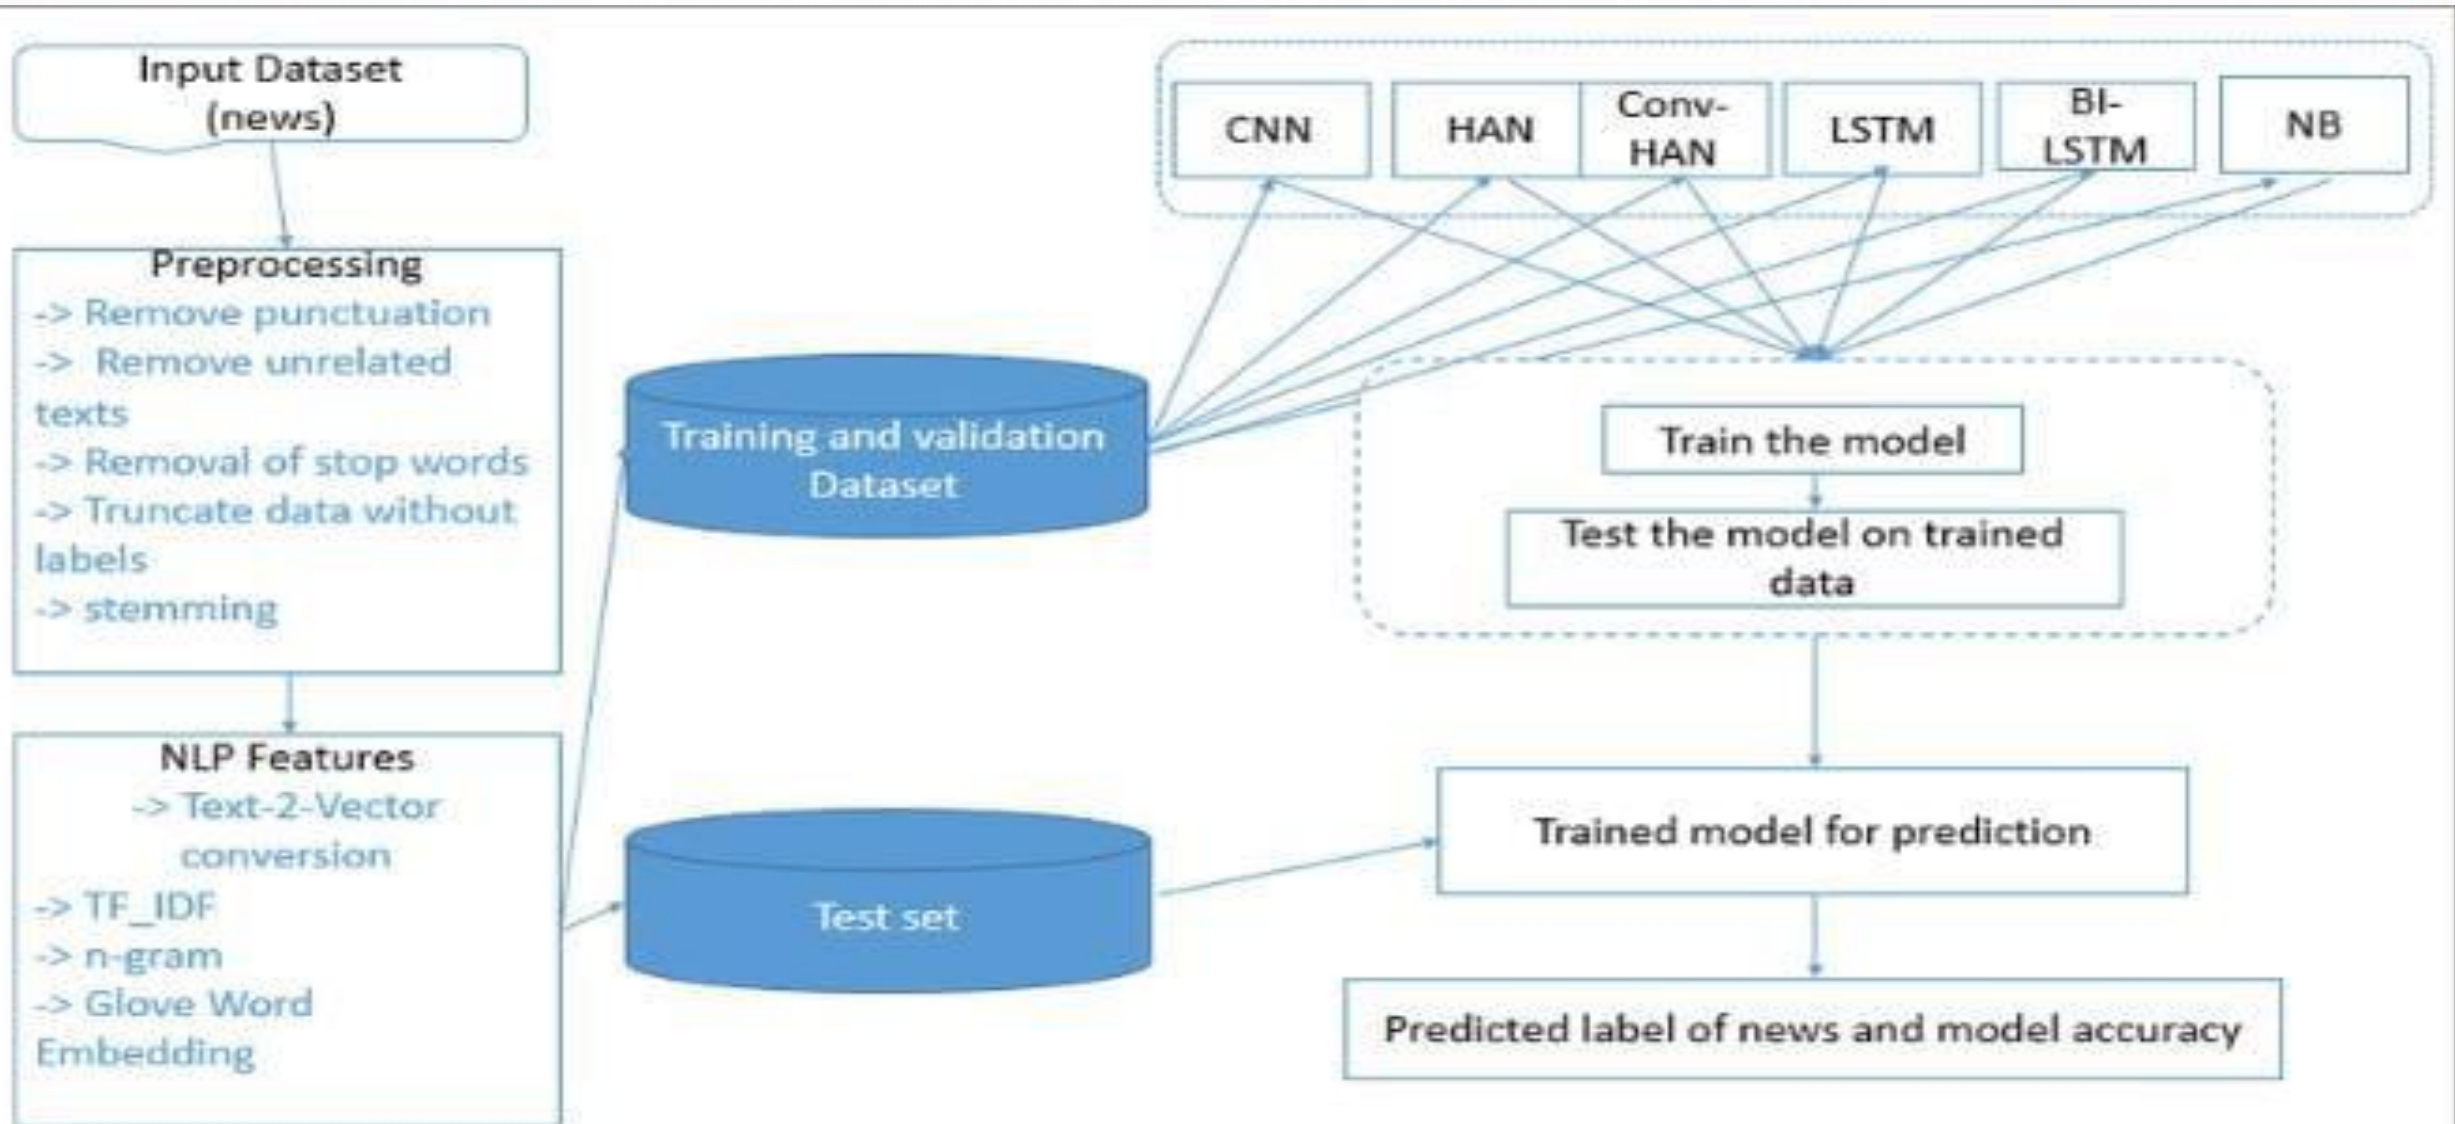 Input Dataset
(news)
Preprocessing
-> Remove punctuation
-> Remove unrelated
texts
-> Removal of stop words
-> Truncate data without
labels
-> stemming
NLP Features
-> Text-2-Vector
conversion
-> TF_IDF
-> n-gram
-> Glove Word
Embedding
Training and validation
Dataset
Test set
CNN
HAN
Conv-
HAN
LSTM
BI-
LSTM
NB
Train the model
Test the model on trained
data
Trained model for prediction
Predicted label of news and model accuracy